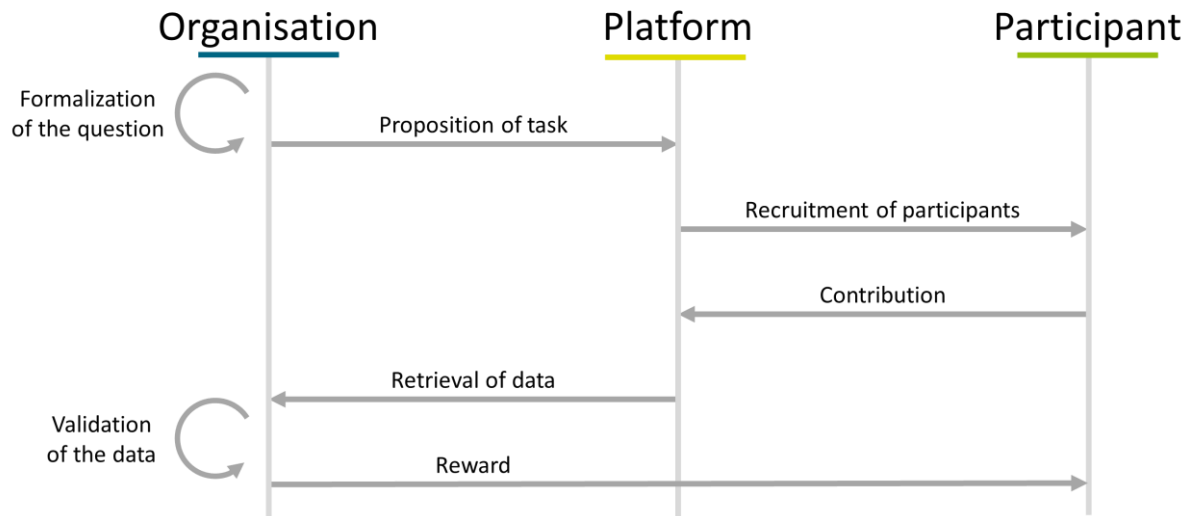 Organisation Platform Participant
Formalization
of the question
Proposition of task
Recruitment of participants
Contribution
Retrieval of data
Validation
of the data
Reward